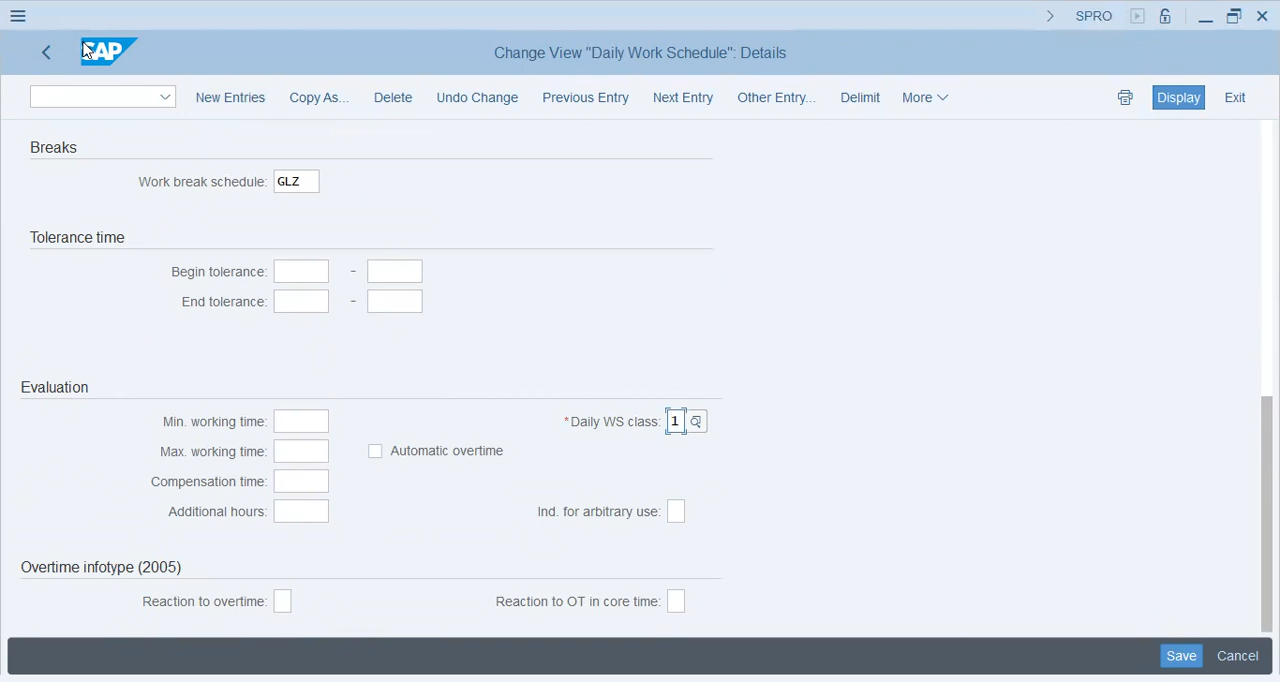 SPRO
SAP Change View "Daily Work Schedule": Details
New Entries Copy As... Delete Undo Change Previous Entry Next Entry Other Entry... Delimit More Display Exit
Breaks
Work break schedule: GLZ
Tolerance time
Begin tolerance: -
End tolerance: -
Evaluation
Min. working time: *Daily WS class: 1
Max. working time: Automatic overtime
Compensation time:
Additional hours: Ind. for arbitrary use:
Overtime infotype (2005)
Reaction to overtime: Reaction to OT in core time:
Save Cancel